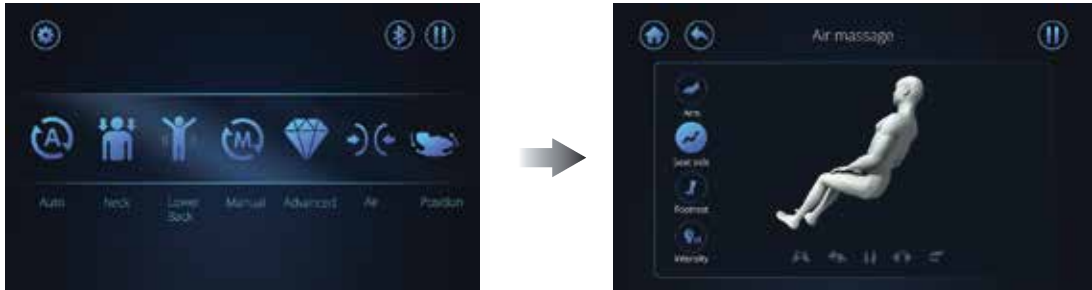 Auto
Neck
Lower
Back
Manual
Advanced
Air
Position
Air massage
Arm
Seat side
Footrest
Intensity